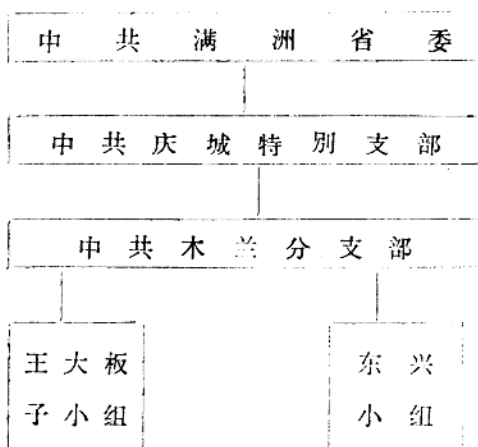 中共满洲省委
中共庆城特别支部
中共木兰分支部
王大板
子小组
东兴
小组